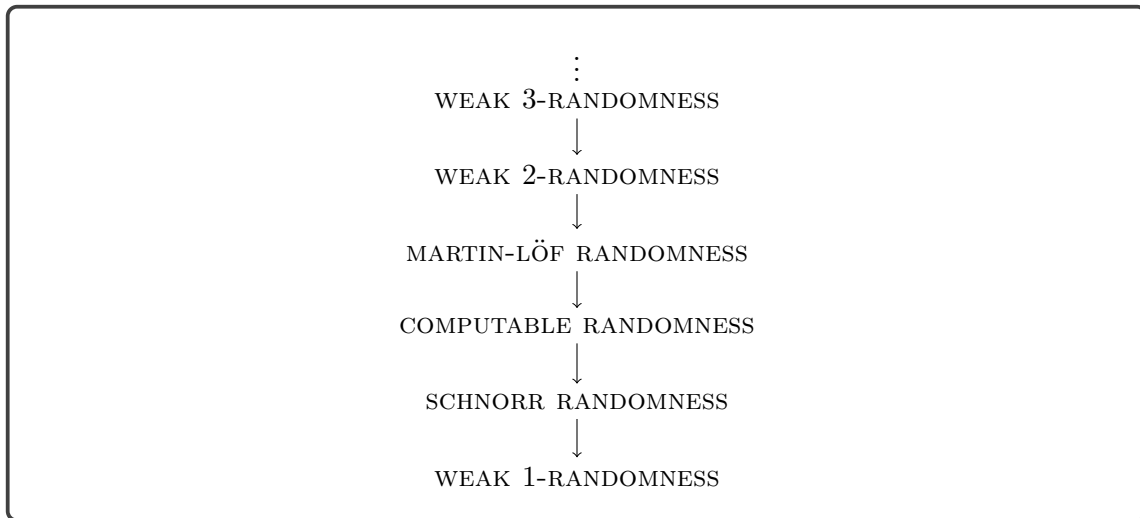 ⋮
WEAK 3-RANDOMNESS
WEAK 2-RANDOMNESS
MARTIN-LÖF RANDOMNESS
COMPUTABLE RANDOMNESS
SCHNORR RANDOMNESS
WEAK 1-RANDOMNESS